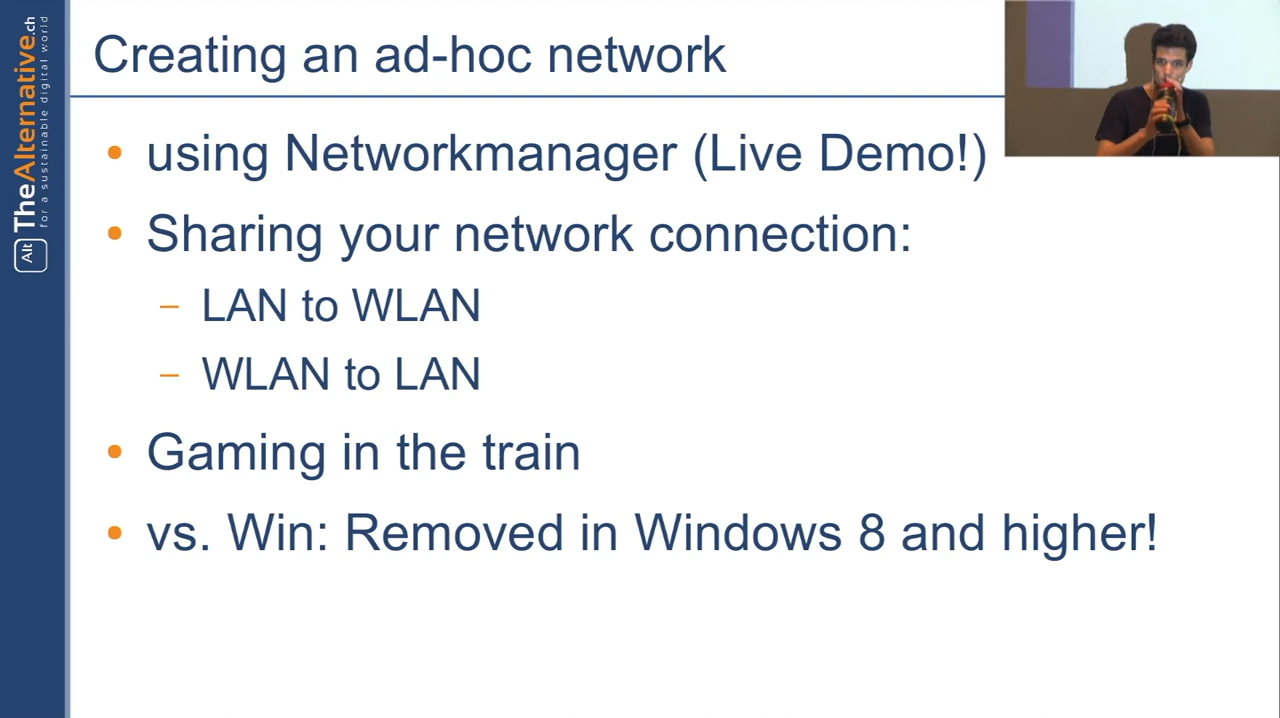 Creating an ad-hoc network
• using Networkmanager (Live Demo!)
• Sharing your network connection:
– LAN to WLAN
– WLAN to LAN
• Gaming in the train
• vs. Win: Removed in Windows 8 and higher!
Alt TheAlternative.ch
for a sustainable digital world